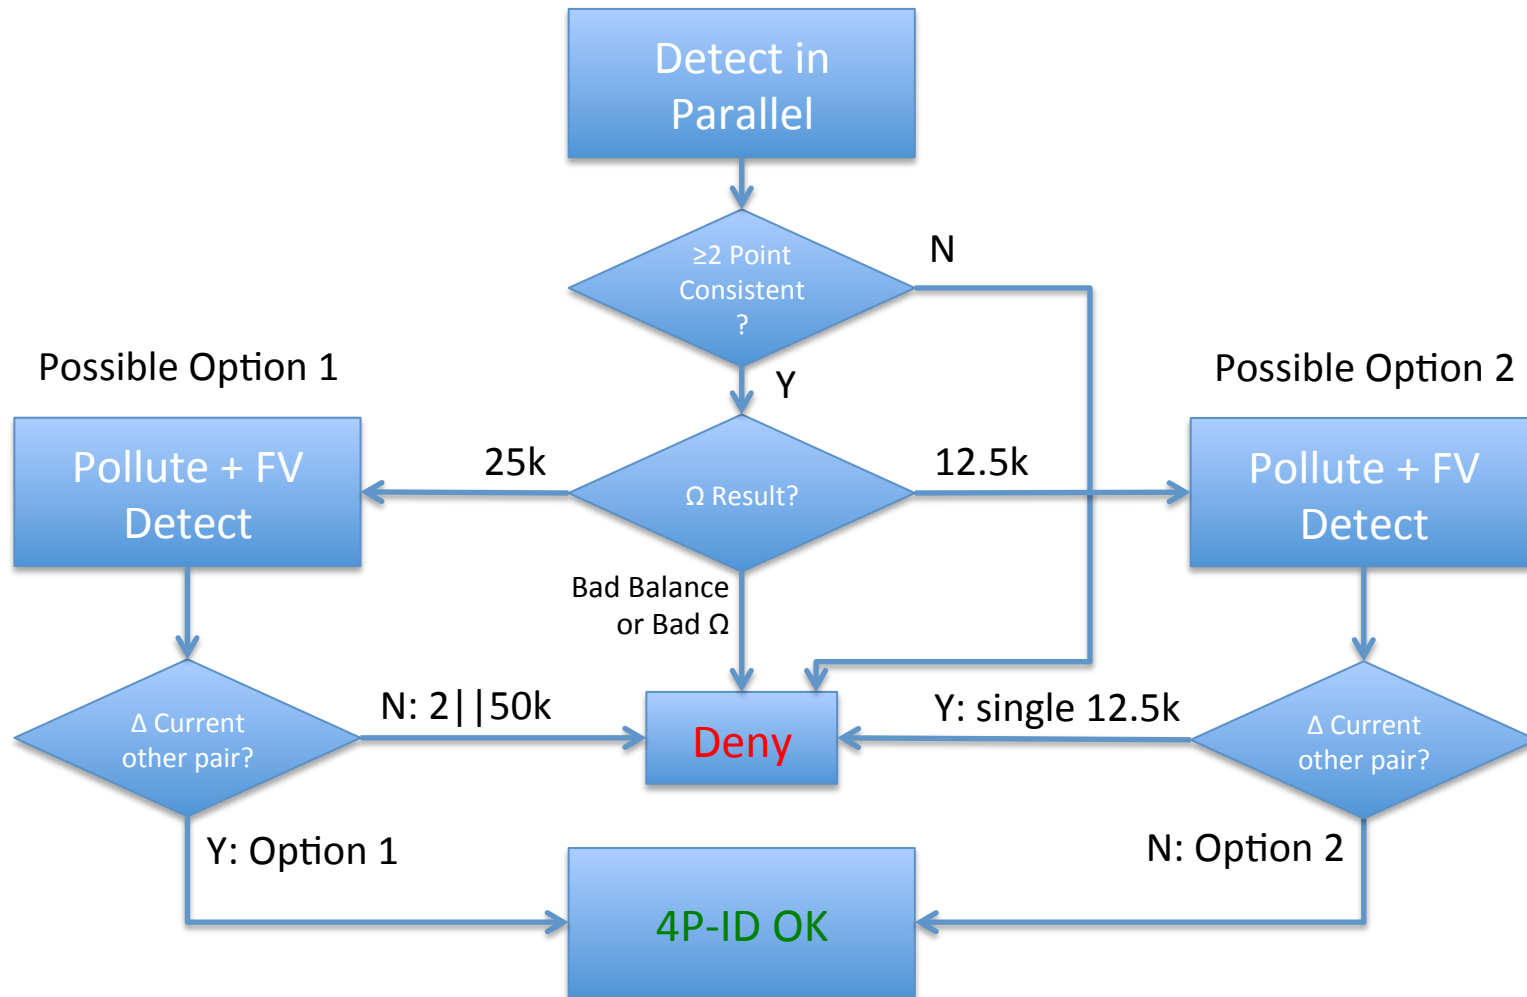 Detect in
Parallel
≥2 Point
Consistent
?
N
Y
Possible Option 1
Possible Option 2
Pollute + FV
Detect
25k
Ω Result?
12.5k
Pollute + FV
Detect
Bad Balance
or Bad Ω
Δ Current
other pair?
N: 2||50k
Deny
Y: single 12.5k
Δ Current
other pair?
Y: Option 1
N: Option 2
4P-ID OK